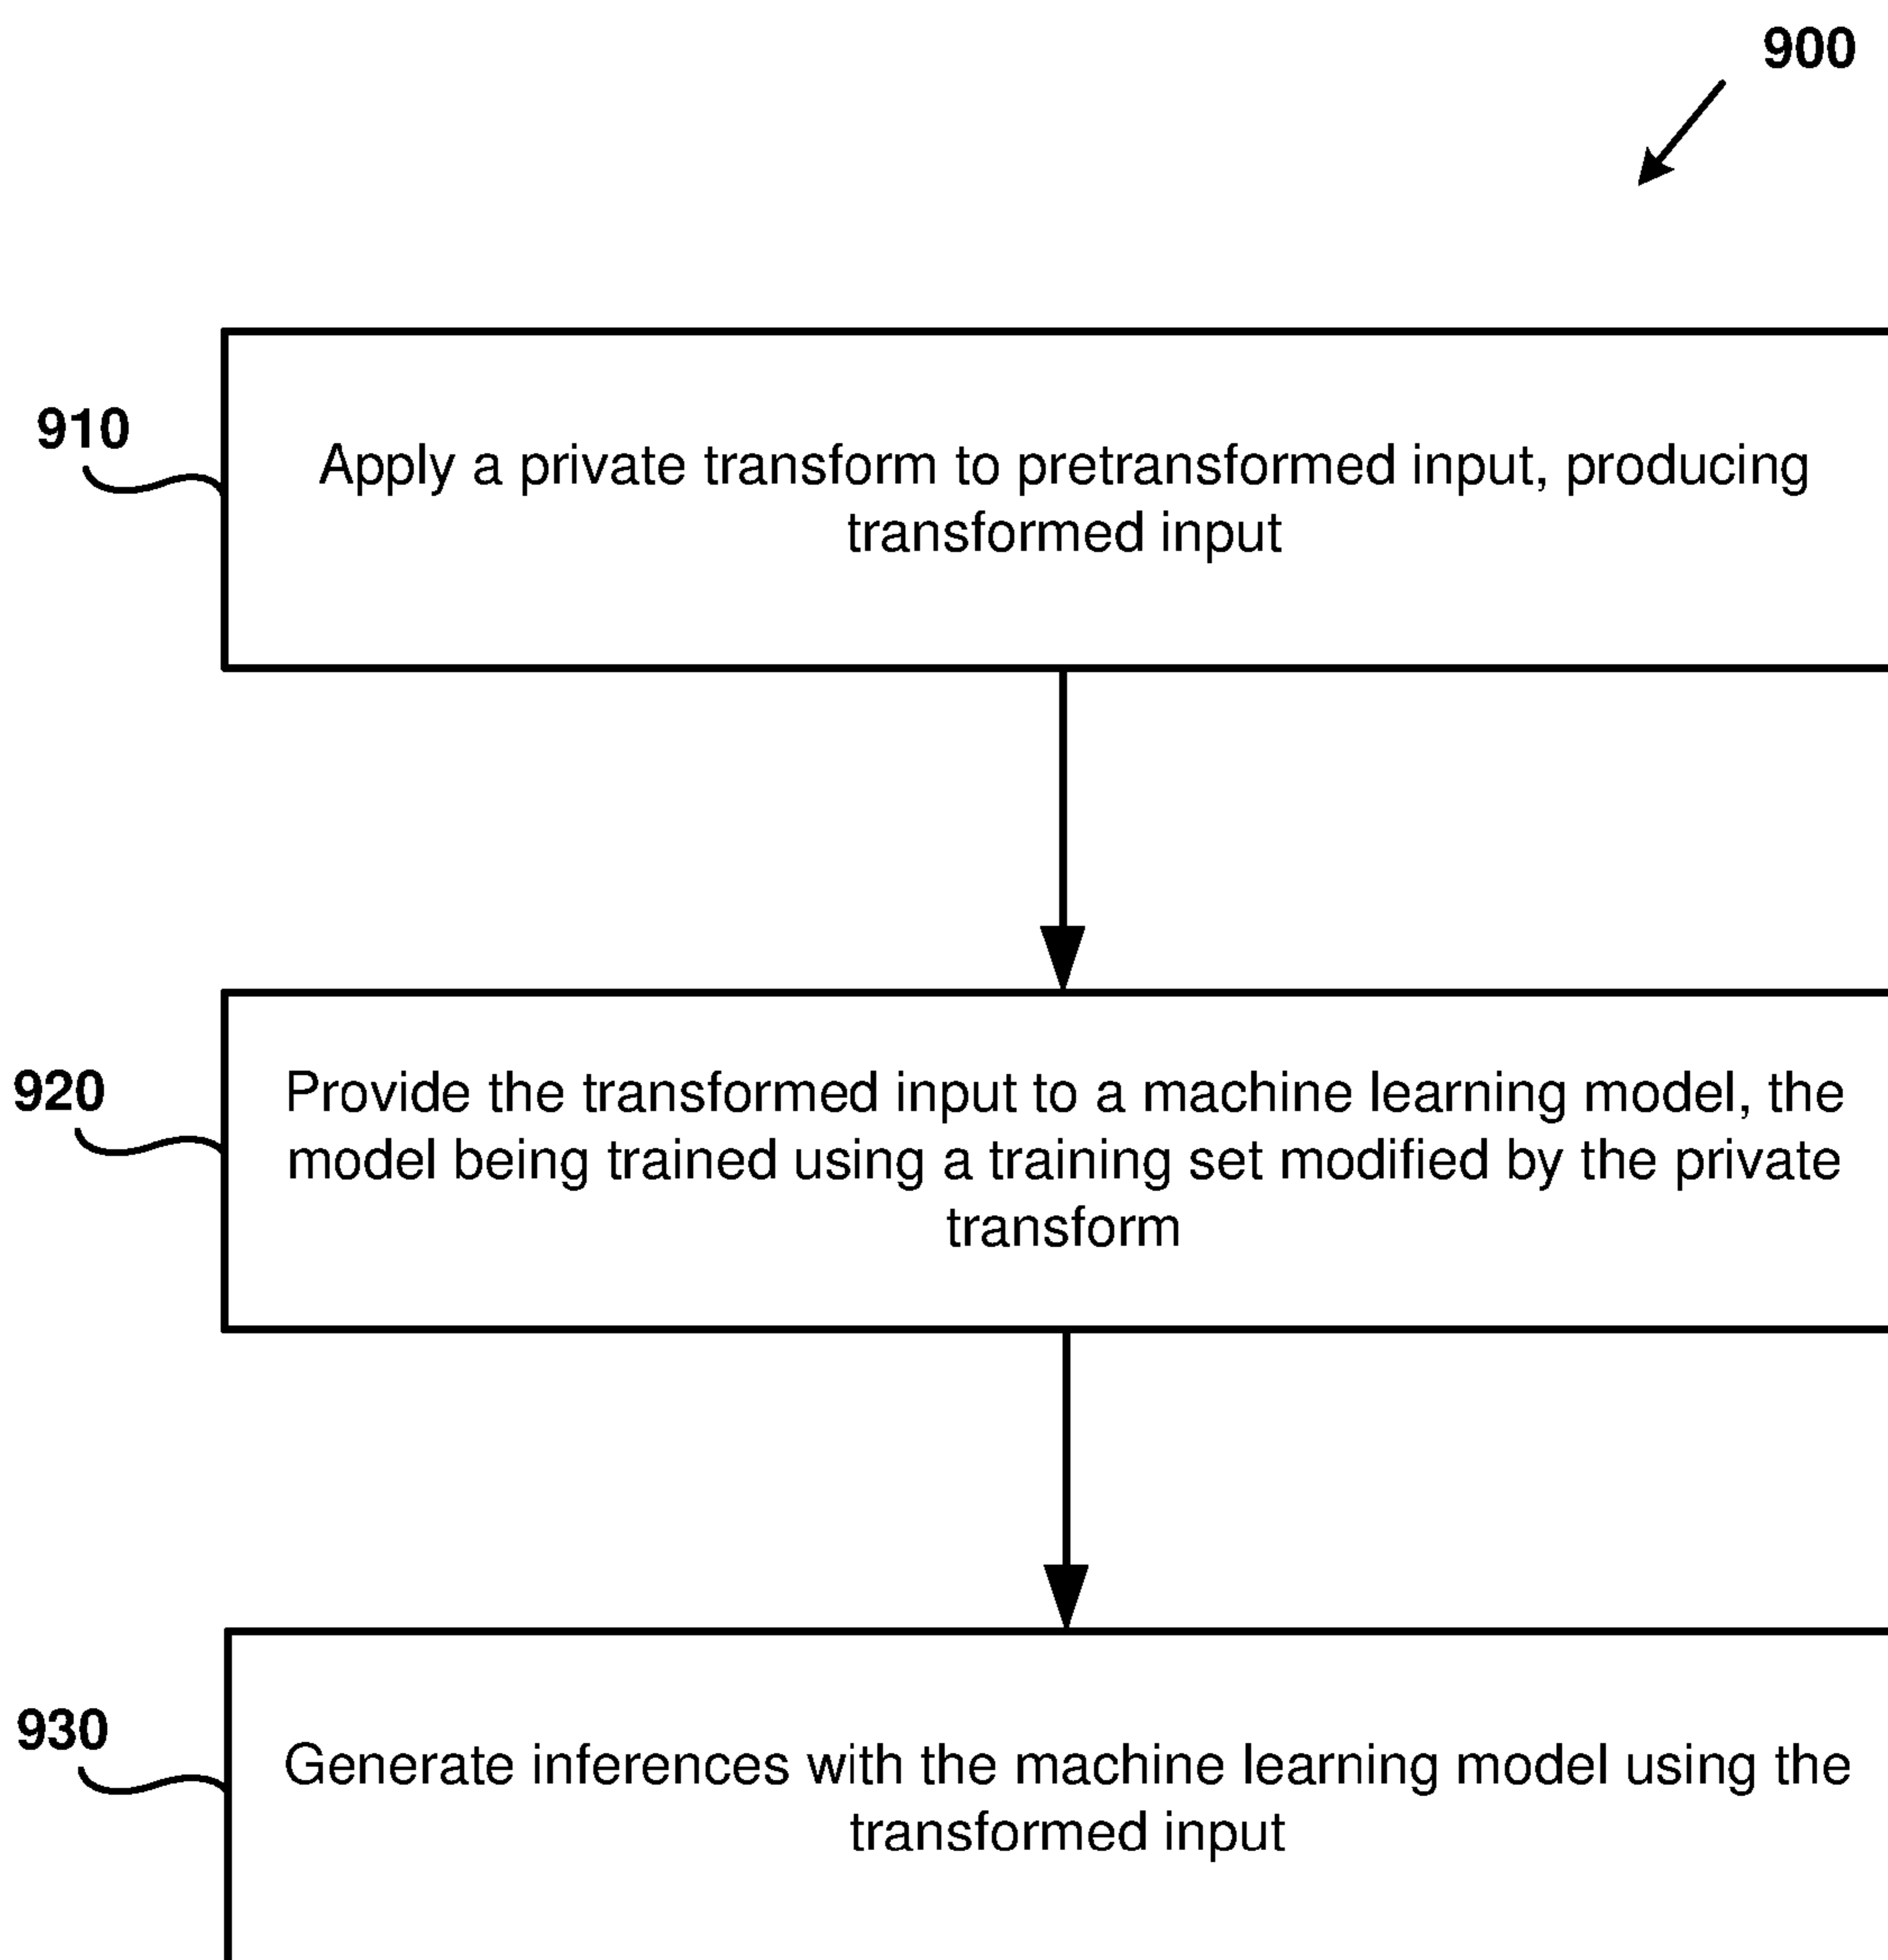 900
910
Apply a private transform to pretransformed input, producing
transformed input
920
Provide the transformed input to a machine learning model, the
model being trained using a training set modified by the private
transform
930
Generate inferences with the machine learning model using the
transformed input